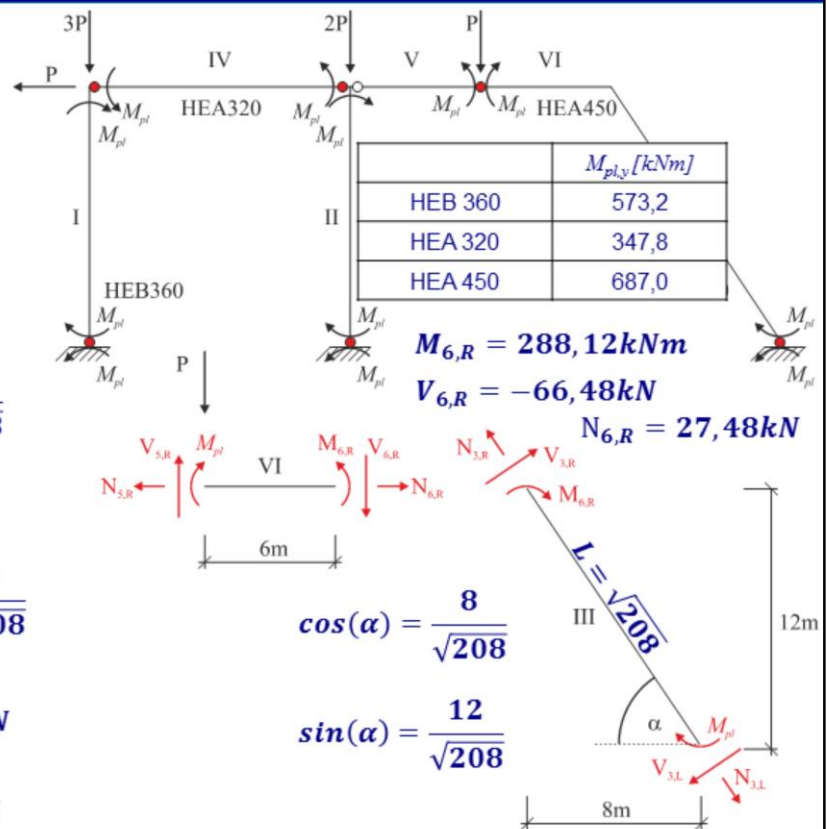 3P
2P
P
P
IV
V
VI
M_pl
HEA320
M_pl
M_pl
M_pl
HEA450
M_pl
M_pl
M_pl,y [kNm]
HEB 360 573,2
HEA 320 347,8
HEA 450 687,0
I
II
HEB360
M_pl
M_pl
M_pl
M_pl
M_pl
M_pl
M_6,R = 288,12kNm
V_6,R = −66,48kN
N_6,R = 27,48kN
P
V_5,R M_pl VI M_6,R V_6,R
N_5,R N_6,R
6m
N_3,R V_3,R
M_6,R
L = √208
III
12m
α
M_pl
V_3,L N_3,L
8m
cos(α) = 8/√208
sin(α) = 12/√208